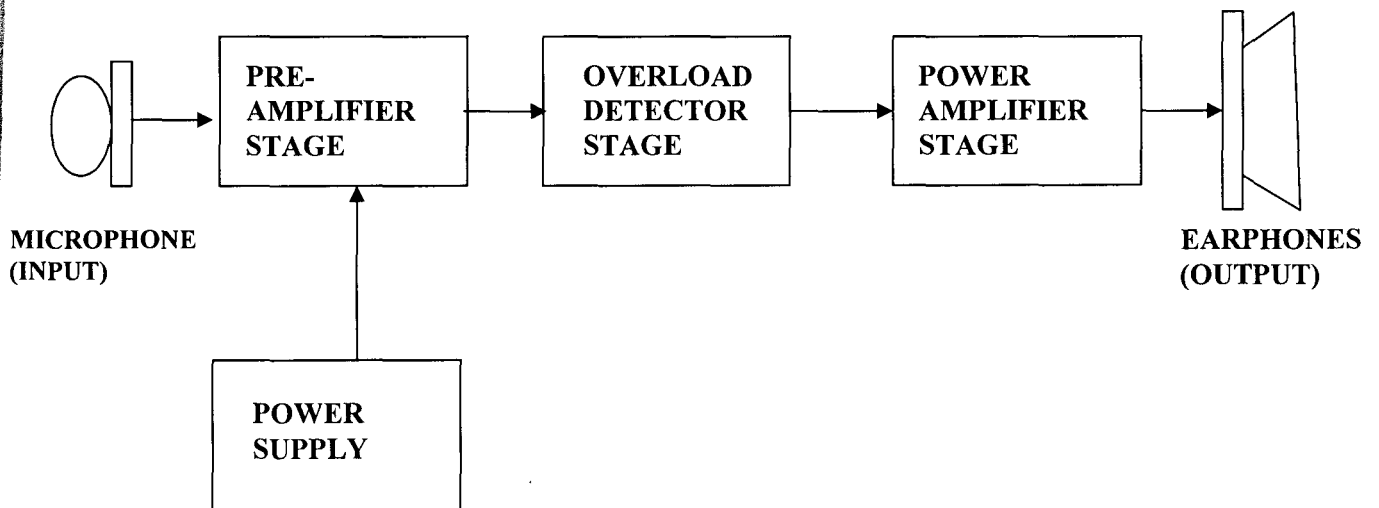 PRE-
AMPLIFIER
STAGE
OVERLOAD
DETECTOR
STAGE
POWER
AMPLIFIER
STAGE
MICROPHONE
(INPUT)
EARPHONES
(OUTPUT)
POWER
SUPPLY